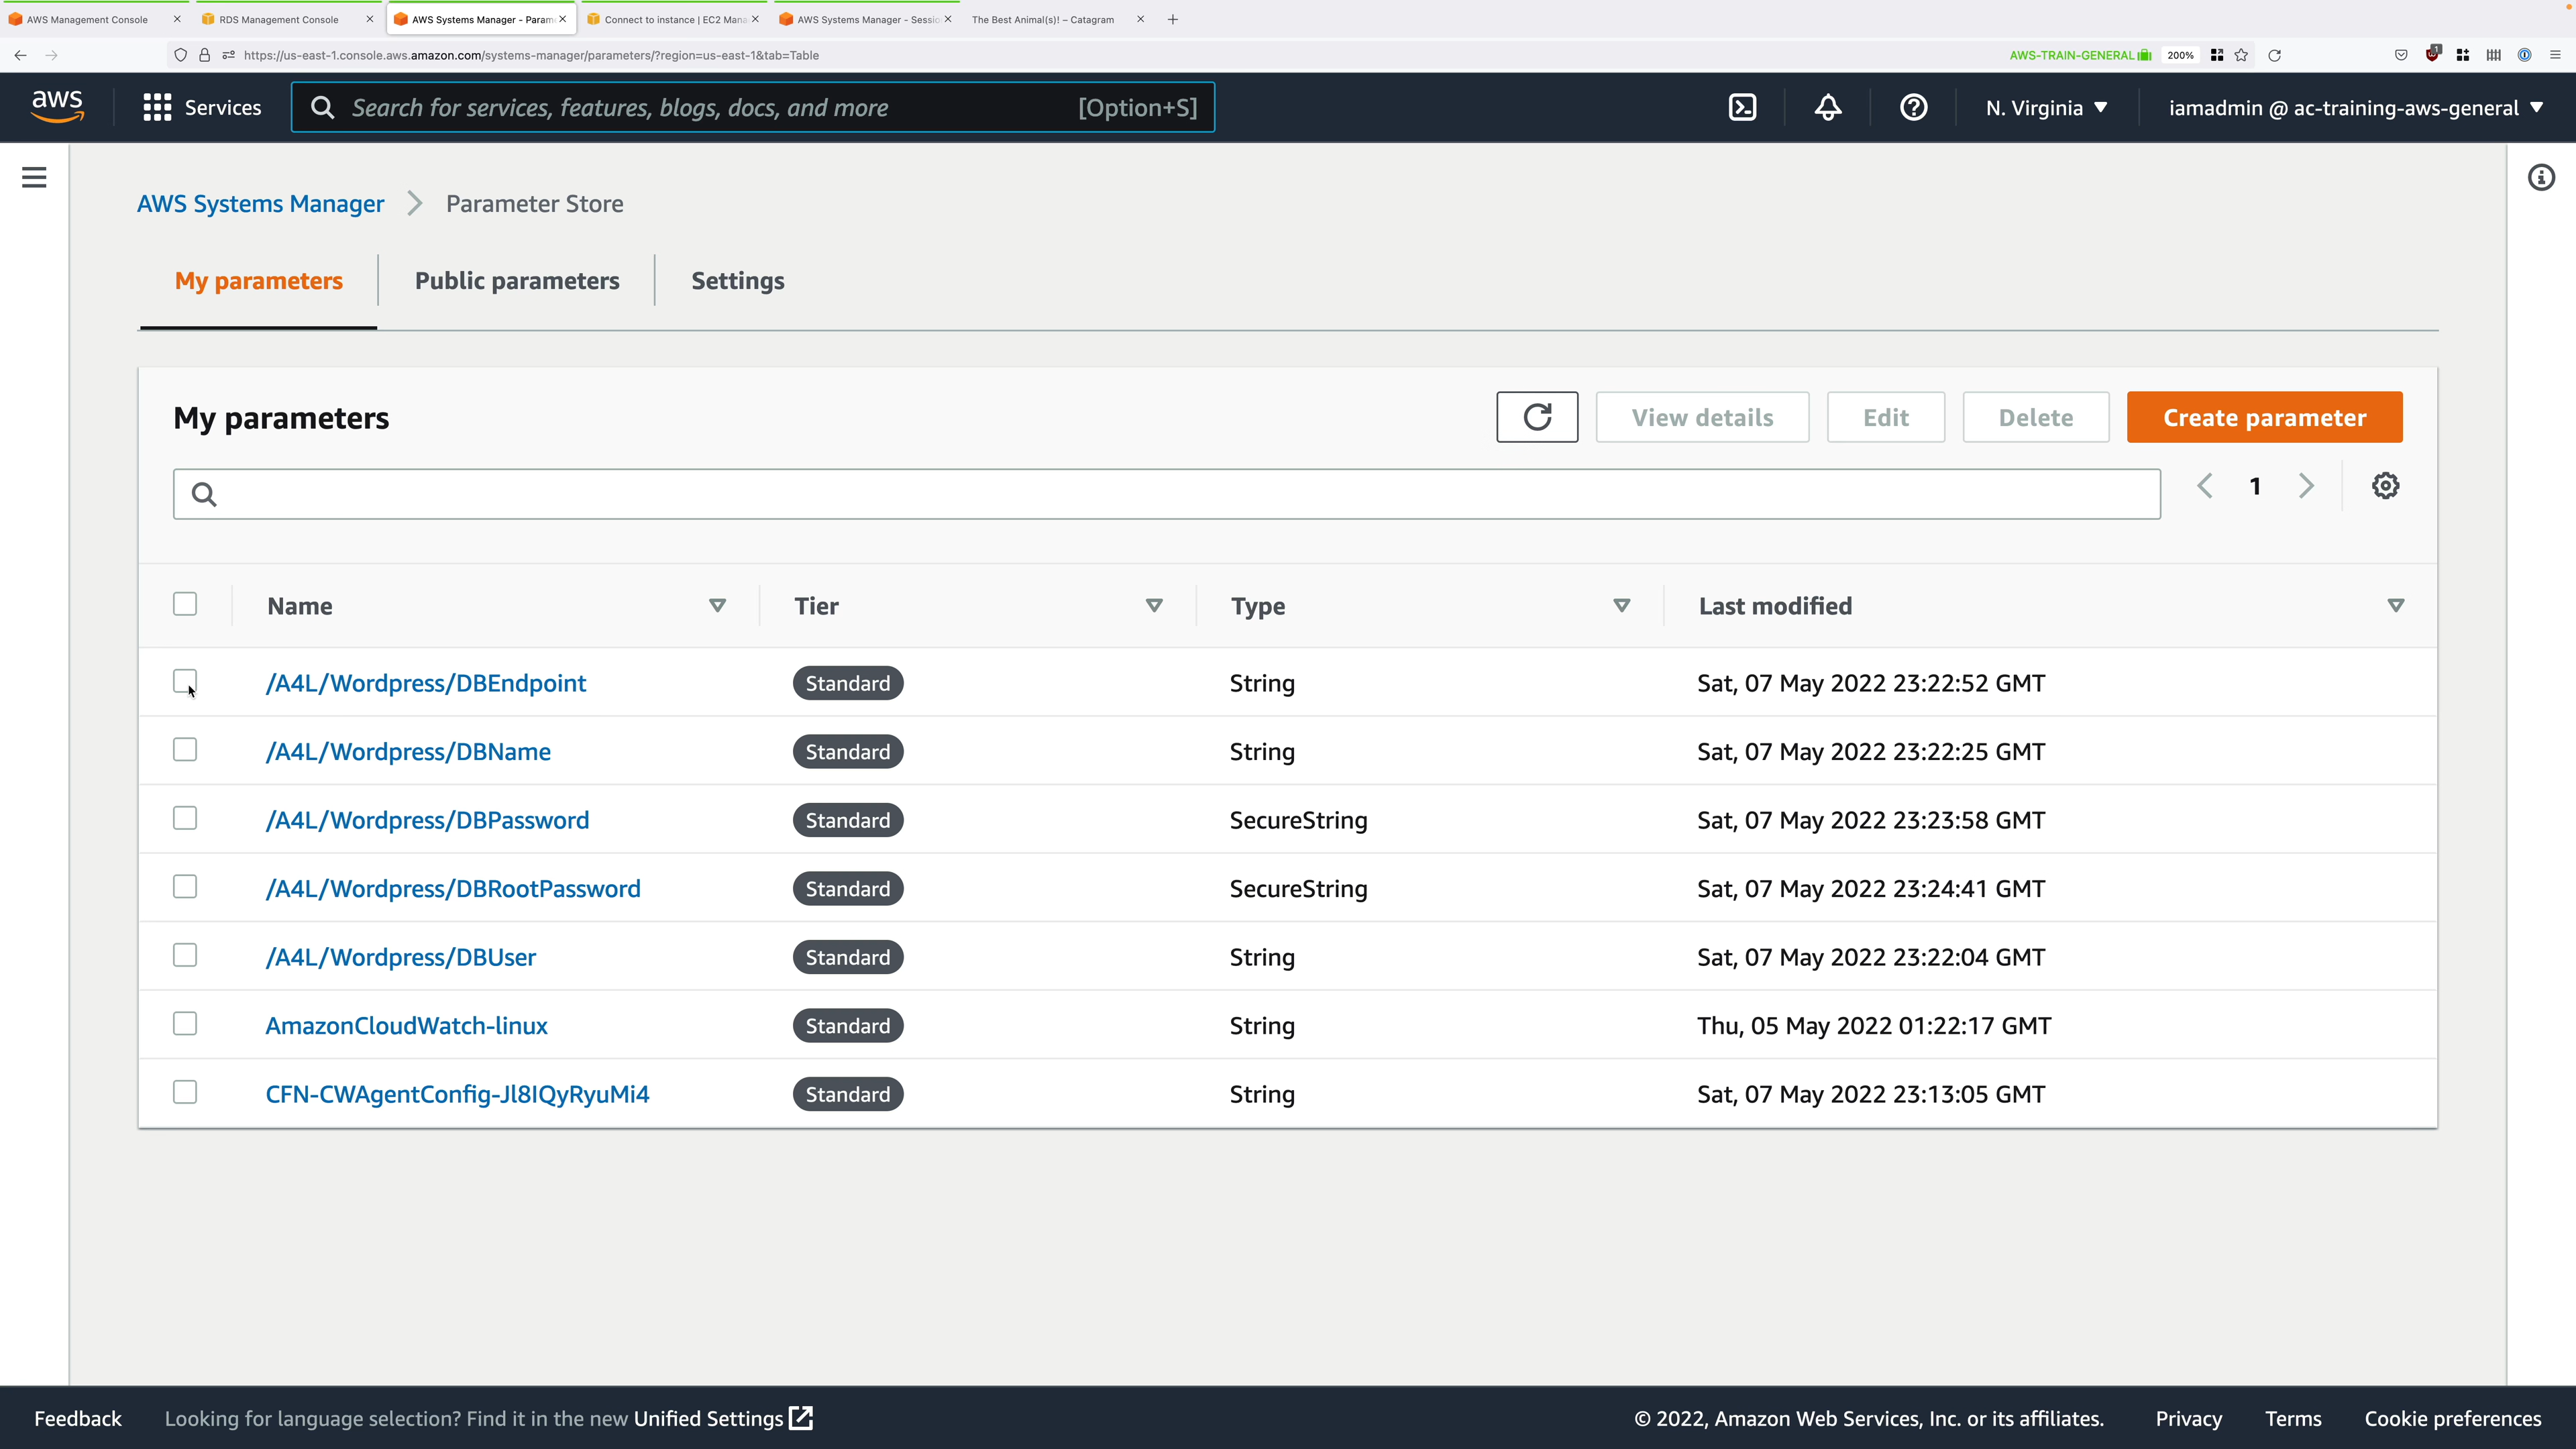 AWS Management Console
RDS Management Console
AWS Systems Manager - Param
Connect to instance | EC2 Mana
AWS Systems Manager - Sessio
The Best Animal(s)! – Catagram
https://us-east-1.console.aws.amazon.com/systems-manager/parameters/?region=us-east-1&tab=Table
AWS-TRAIN-GENERAL
200%
1
aws
Services
Search for services, features, blogs, docs, and more
[Option+S]
N. Virginia
iamadmin @ ac-training-aws-general
AWS Systems Manager
Parameter Store
My parameters
Public parameters
Settings
My parameters
View details
Edit
Delete
Create parameter
1
Name
Tier
Type
Last modified
/A4L/Wordpress/DBEndpoint Standard String Sat, 07 May 2022 23:22:52 GMT
/A4L/Wordpress/DBName Standard String Sat, 07 May 2022 23:22:25 GMT
/A4L/Wordpress/DBPassword Standard SecureString Sat, 07 May 2022 23:23:58 GMT
/A4L/Wordpress/DBRootPassword Standard SecureString Sat, 07 May 2022 23:24:41 GMT
/A4L/Wordpress/DBUser Standard String Sat, 07 May 2022 23:22:04 GMT
AmazonCloudWatch-linux Standard String Thu, 05 May 2022 01:22:17 GMT
CFN-CWAgentConfig-Jl8IQyRyuMi4 Standard String Sat, 07 May 2022 23:13:05 GMT
Feedback
Looking for language selection? Find it in the new Unified Settings
© 2022, Amazon Web Services, Inc. or its affiliates.
Privacy
Terms
Cookie preferences